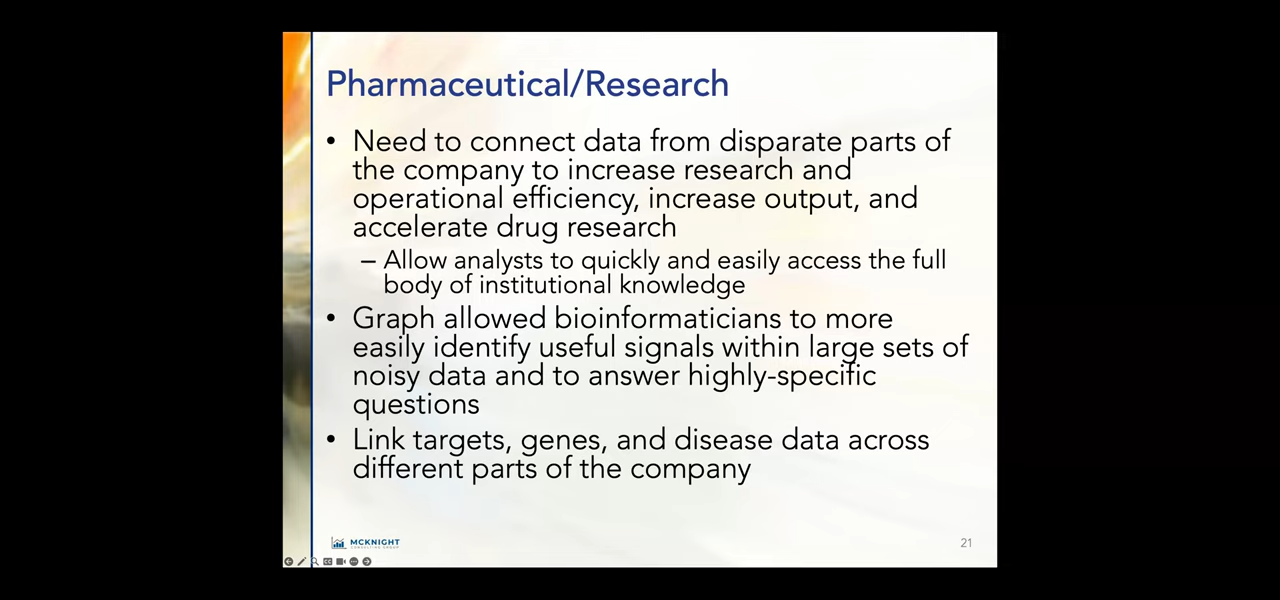 Pharmaceutical/Research
• Need to connect data from disparate parts of
the company to increase research and
operational efficiency, increase output, and
accelerate drug research
– Allow analysts to quickly and easily access the full
body of institutional knowledge
• Graph allowed bioinformaticians to more
easily identify useful signals within large sets of
noisy data and to answer highly-specific
questions
• Link targets, genes, and disease data across
different parts of the company
MCKNIGHT
CONSULTING GROUP
21